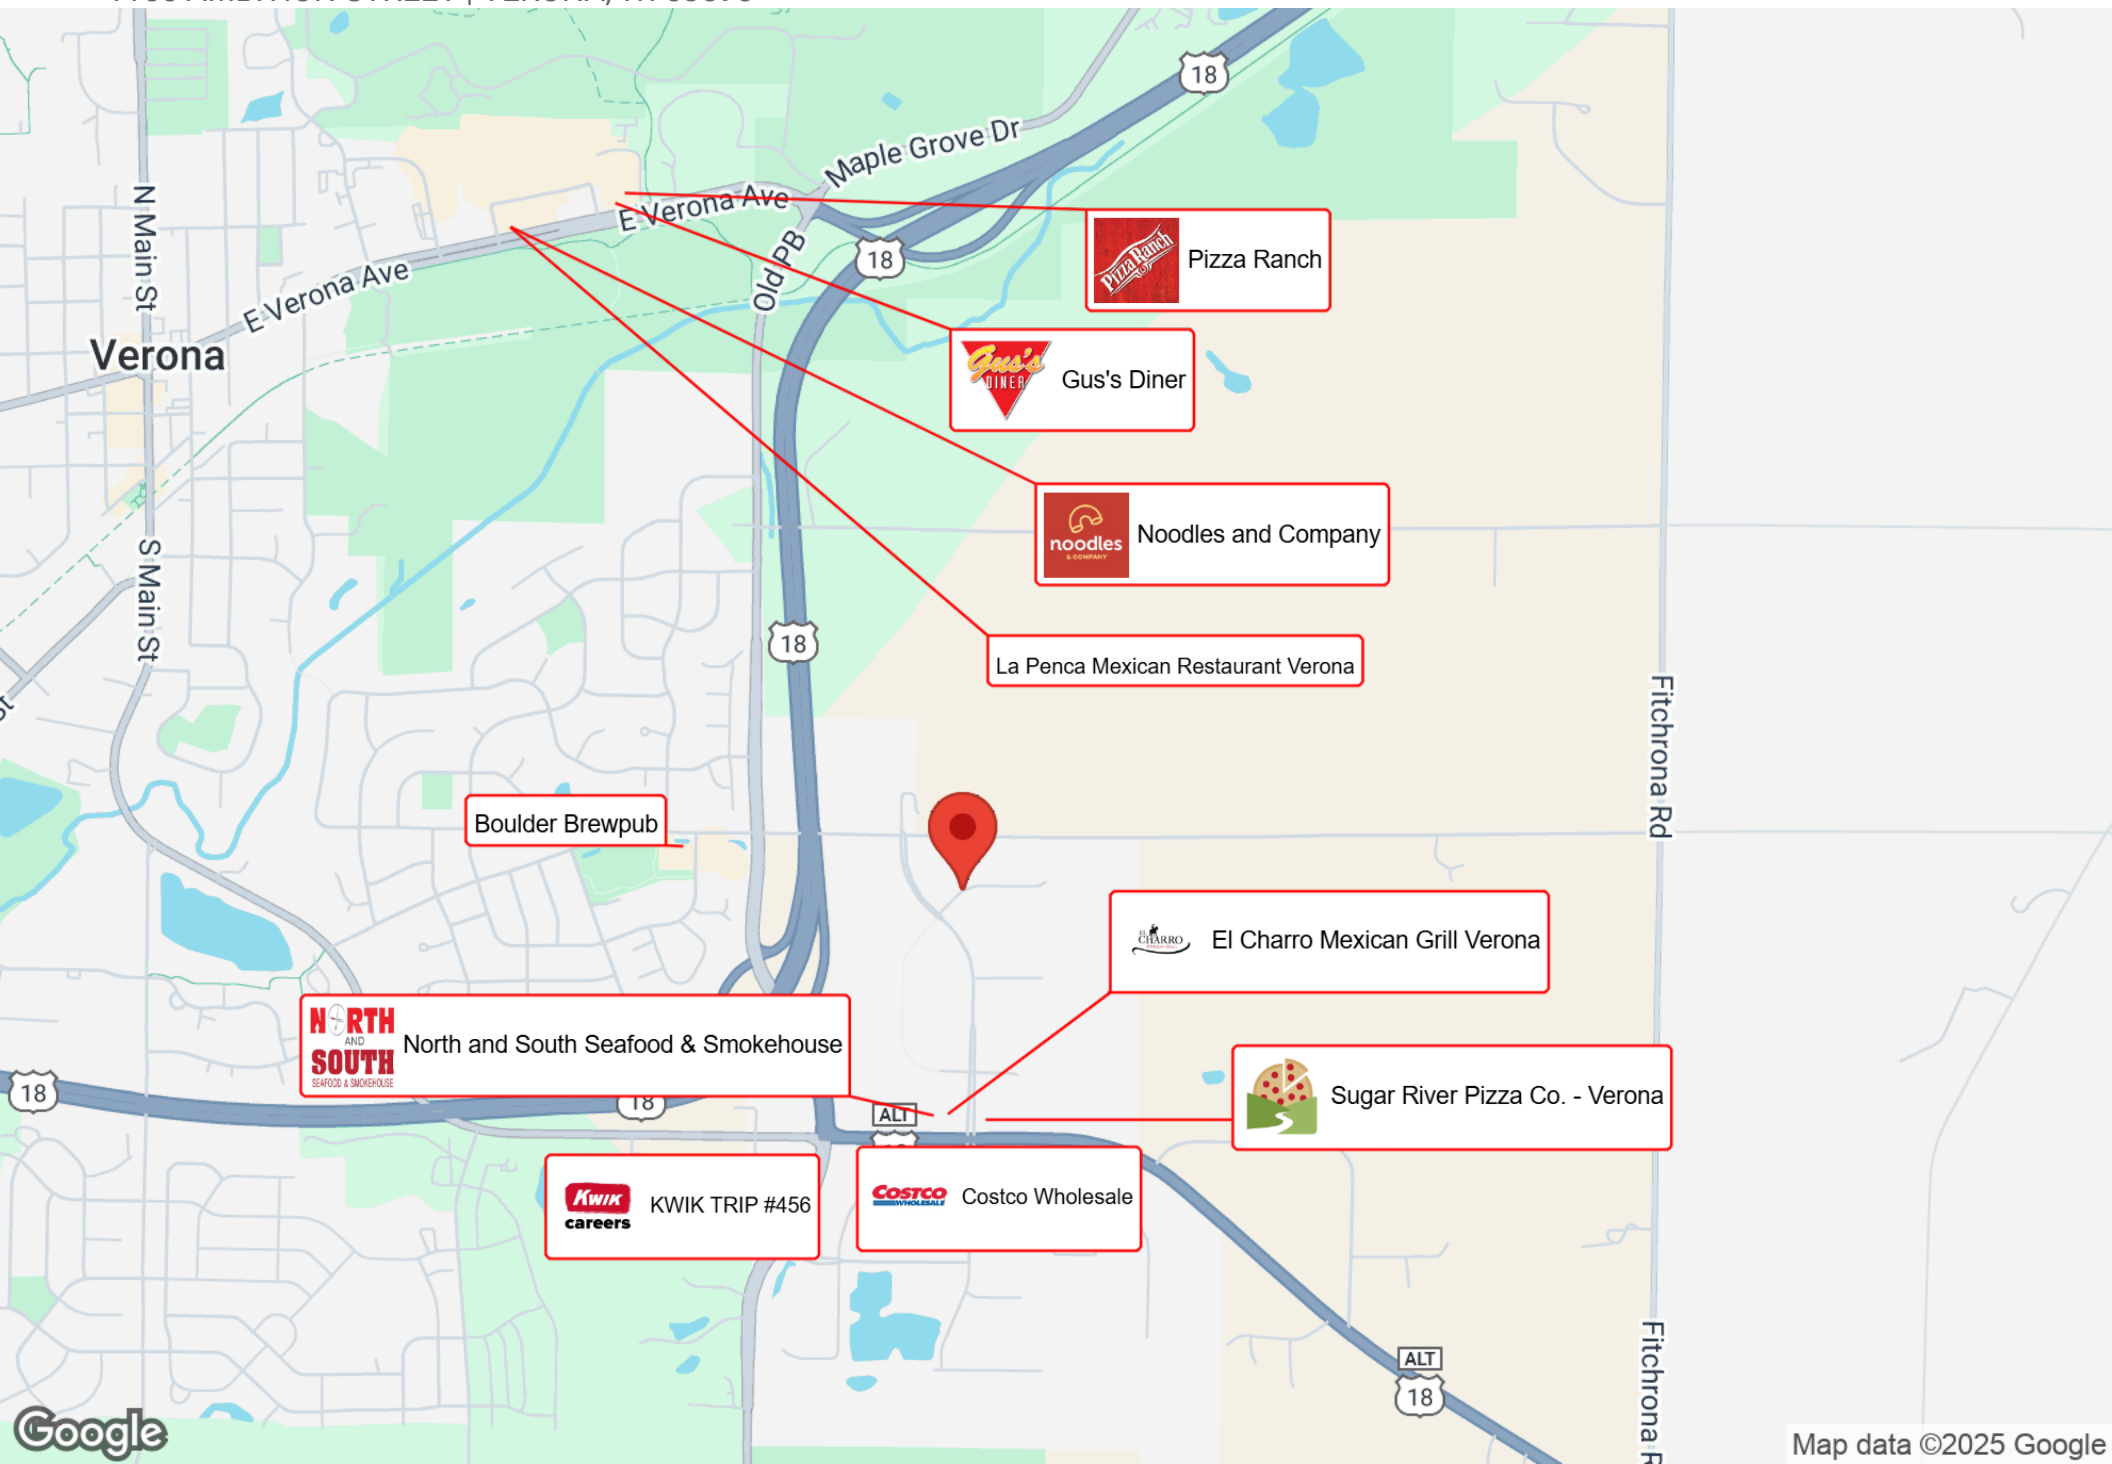 18
Maple Grove Dr
N Main St
E Verona Ave
Old PB
18
Pizza Ranch
Pizza Ranch
E Verona Ave
Verona
Gus's
DINER
Gus's Diner
noodles
& COMPANY
Noodles and Company
S Main St
18
La Penca Mexican Restaurant Verona
Fitchrona Rd
St
Boulder Brewpub
EL
CHARRO
El Charro Mexican Grill Verona
NORTH
AND
SOUTH
SEAFOOD & SMOKEHOUSE
North and South Seafood & Smokehouse
18
18
ALT
Sugar River Pizza Co. - Verona
KWIK
careers
KWIK TRIP #456
COSTCO
WHOLESALE
Costco Wholesale
ALT
18
Fitchrona R
Google
Map data ©2025 Google